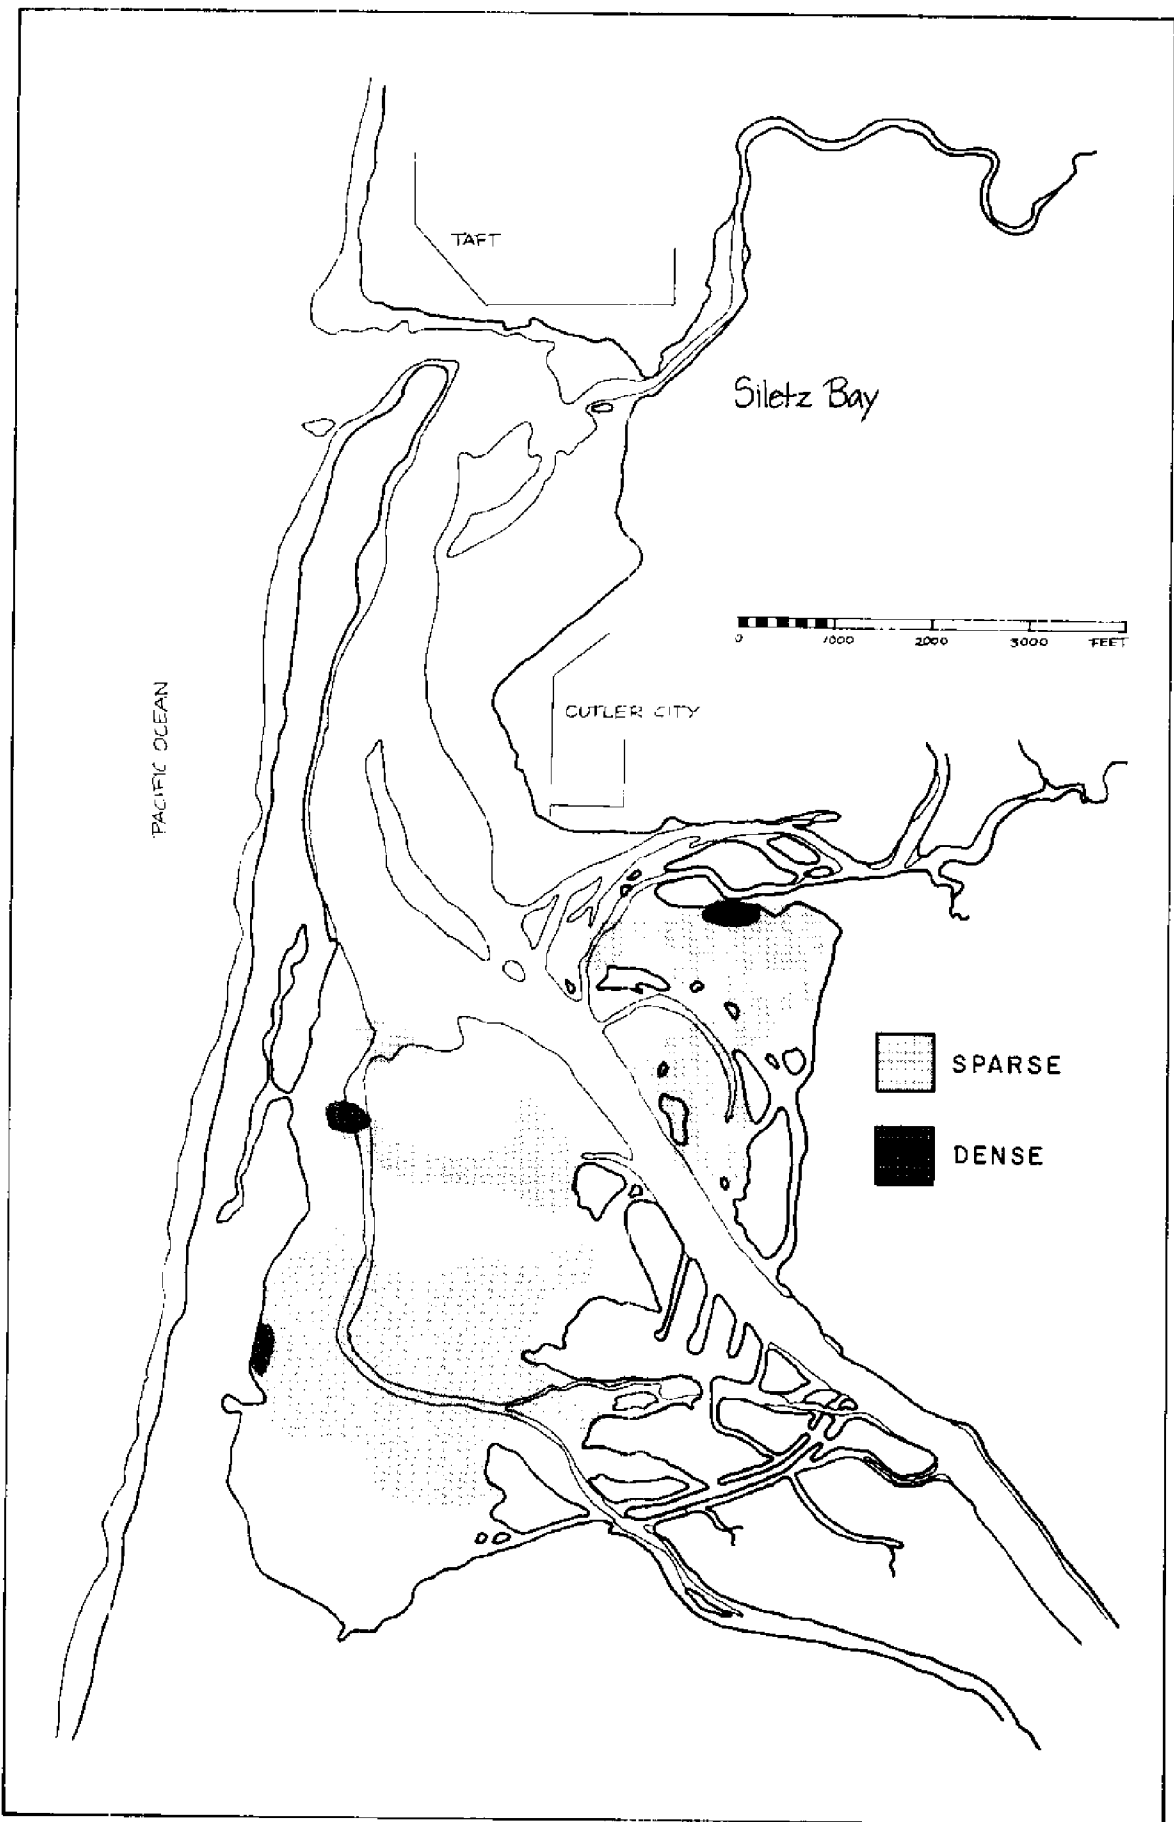 TAFT
Siletz Bay
0 1000 2000 3000 FEET
PACIFIC OCEAN
CUTLER CITY
SPARSE
DENSE